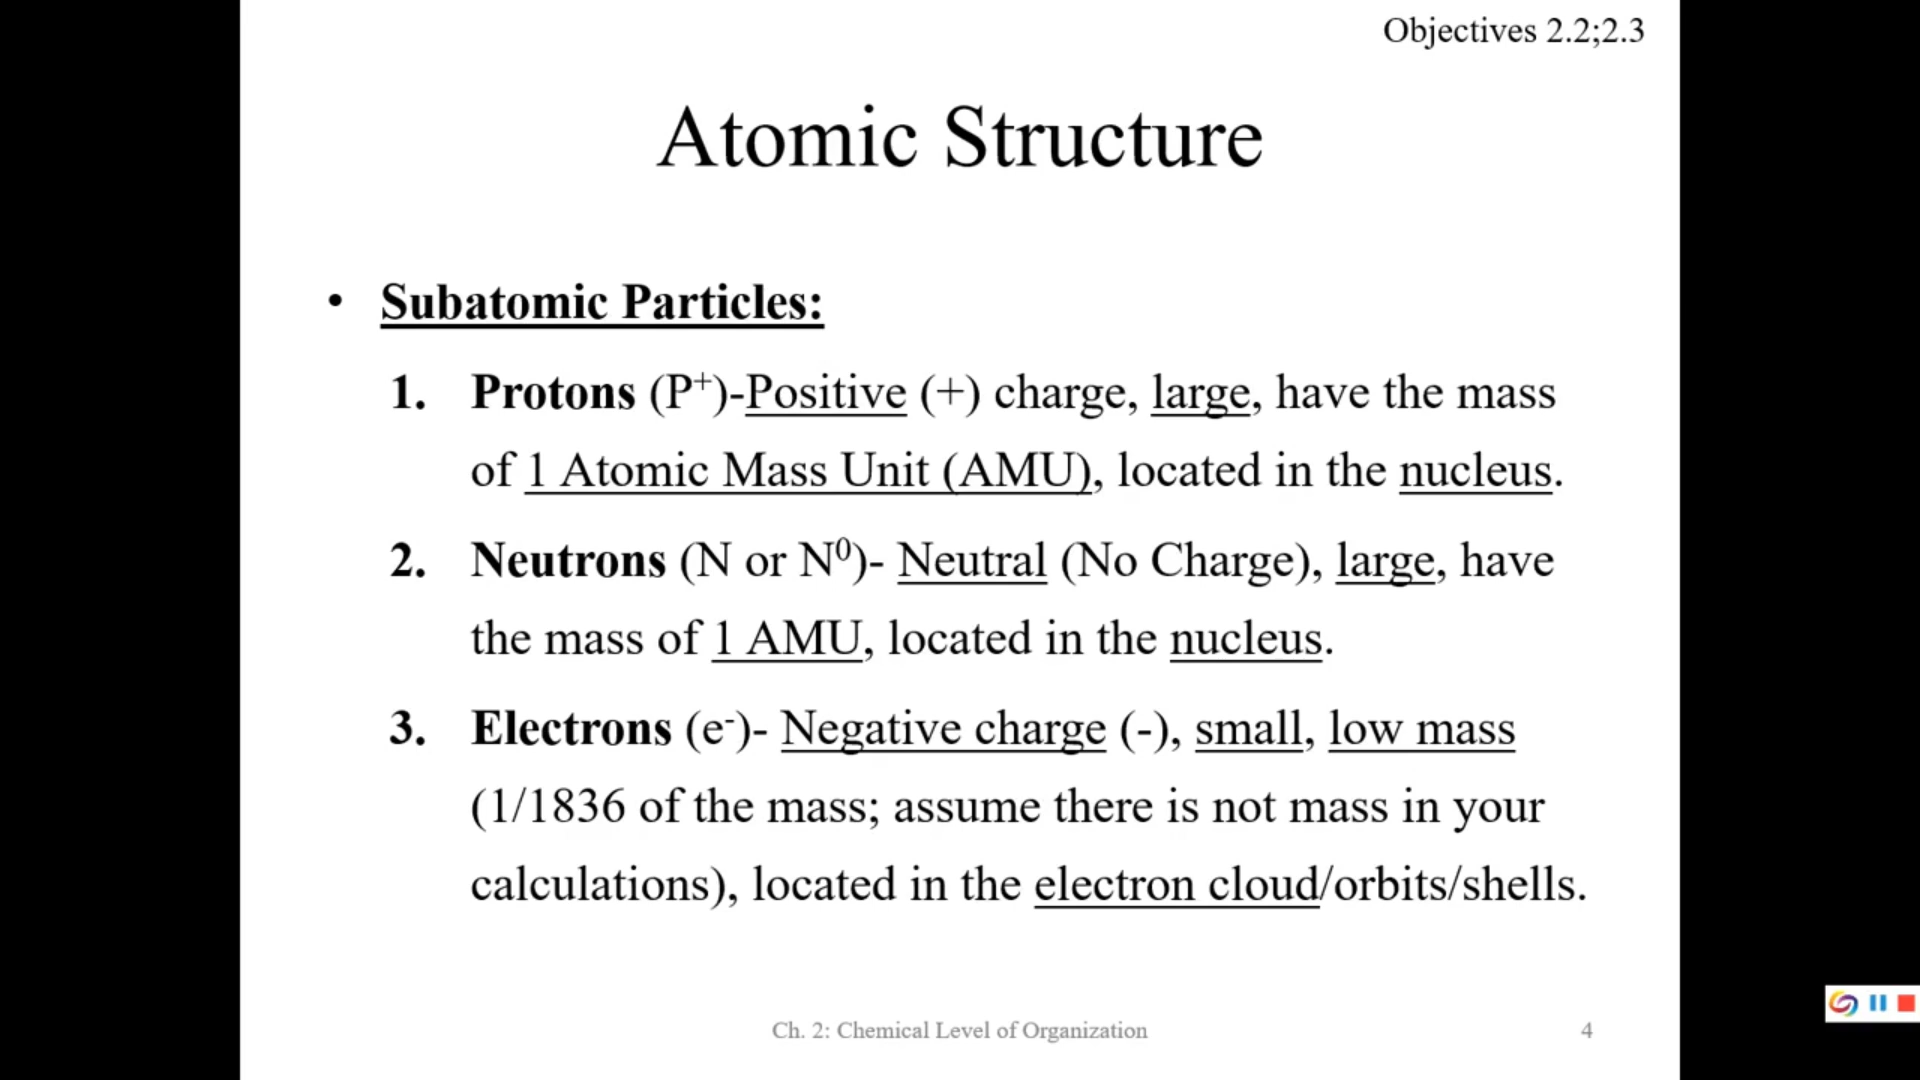 Objectives 2.2;2.3
Atomic Structure
• Subatomic Particles:
1. Protons (P⁺)-Positive (+) charge, large, have the mass
of 1 Atomic Mass Unit (AMU), located in the nucleus.
2. Neutrons (N or N⁰)- Neutral (No Charge), large, have
the mass of 1 AMU, located in the nucleus.
3. Electrons (e⁻)- Negative charge (-), small, low mass
(1/1836 of the mass; assume there is not mass in your
calculations), located in the electron cloud/orbits/shells.
Ch. 2: Chemical Level of Organization
4